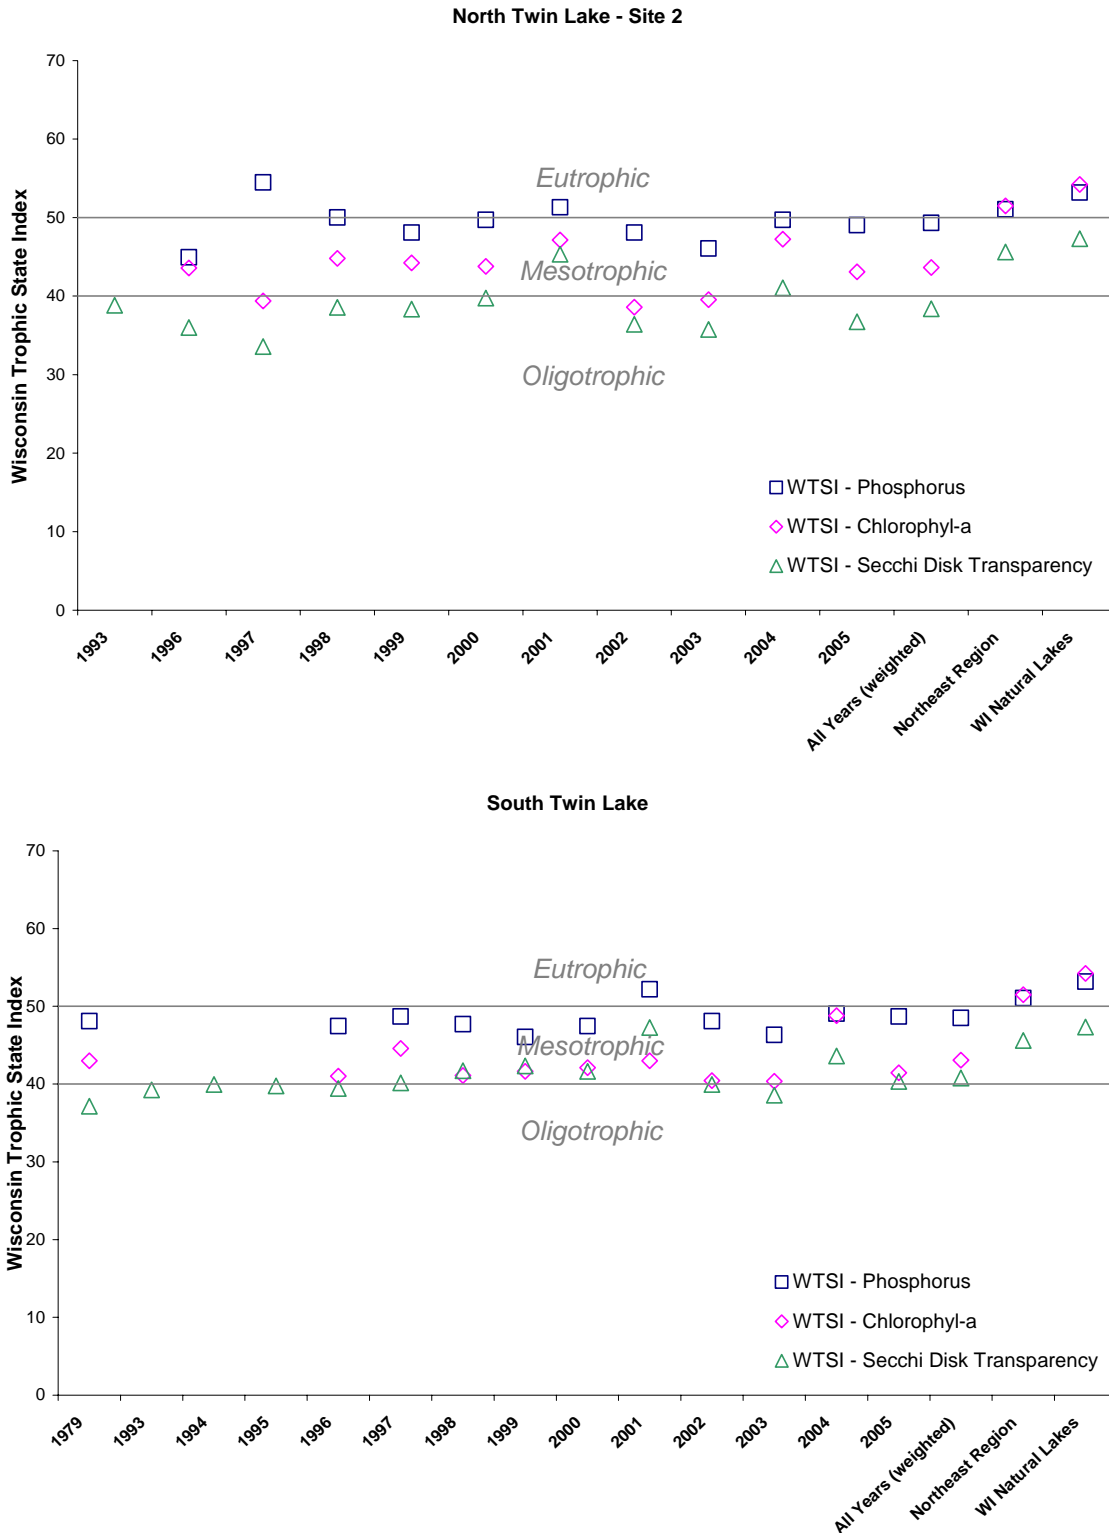 North Twin Lake - Site 2
Wisconsin Trophic State Index
70
60
50
40
30
20
10
0
Eutrophic
Mesotrophic
Oligotrophic
WTSI - Phosphorus
WTSI - Chlorophyl-a
WTSI - Secchi Disk Transparency
1993
1996
1997
1998
1999
2000
2001
2002
2003
2004
2005
All Years (weighted)
Northeast Region
WI Natural Lakes
South Twin Lake
Wisconsin Trophic State Index
70
60
50
40
30
20
10
0
Eutrophic
Mesotrophic
Oligotrophic
WTSI - Phosphorus
WTSI - Chlorophyl-a
WTSI - Secchi Disk Transparency
1979
1993
1994
1995
1996
1997
1998
1999
2000
2001
2002
2003
2004
2005
All Years (weighted)
Northeast Region
WI Natural Lakes